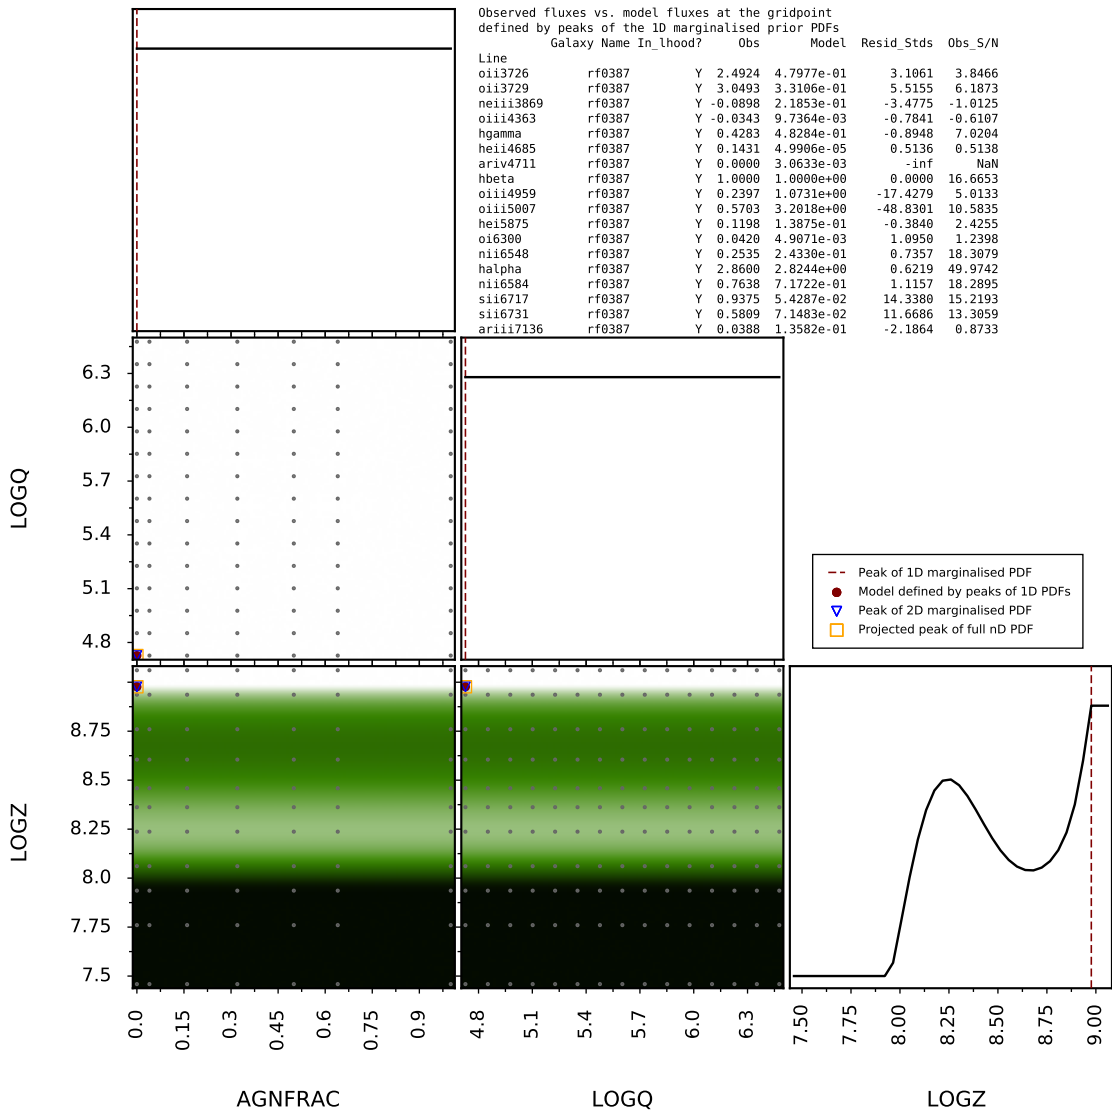 Observed fluxes vs. model fluxes at the gridpoint
defined by peaks of the 1D marginalised prior PDFs
Galaxy Name In_lhood? Obs Model Resid_Stds Obs_S/N
Line
oii3726 rf0387 Y 2.4924 4.7977e-01 3.1061 3.8466
oii3729 rf0387 Y 3.0493 3.3106e-01 5.5155 6.1873
neiii3869 rf0387 Y -0.0898 2.1853e-01 -3.4775 -1.0125
oiii4363 rf0387 Y -0.0343 9.7364e-03 -0.7841 -0.6107
hgamma rf0387 Y 0.4283 4.8284e-01 -0.8948 7.0204
heii4685 rf0387 Y 0.1431 4.9906e-05 0.5136 0.5138
ariv4711 rf0387 Y 0.0000 3.0633e-03 -inf NaN
hbeta rf0387 Y 1.0000 1.0000e+00 0.0000 16.6653
oiii4959 rf0387 Y 0.2397 1.0731e+00 -17.4279 5.0133
oiii5007 rf0387 Y 0.5703 3.2018e+00 -48.8301 10.5835
hei5875 rf0387 Y 0.1198 1.3875e-01 -0.3840 2.4255
oi6300 rf0387 Y 0.0420 4.9071e-03 1.0950 1.2398
nii6548 rf0387 Y 0.2535 2.4330e-01 0.7357 18.3079
halpha rf0387 Y 2.8600 2.8244e+00 0.6219 49.9742
nii6584 rf0387 Y 0.7638 7.1722e-01 1.1157 18.2895
sii6717 rf0387 Y 0.9375 5.4287e-02 14.3380 15.2193
sii6731 rf0387 Y 0.5809 7.1483e-02 11.6686 13.3059
ariii7136 rf0387 Y 0.0388 1.3582e-01 -2.1864 0.8733
6.3
6.0
5.7
5.4
5.1
4.8
LOGQ
Peak of 1D marginalised PDF
Model defined by peaks of 1D PDFs
Peak of 2D marginalised PDF
Projected peak of full nD PDF
8.75
8.5
8.25
8.0
7.75
7.5
LOGZ
0.0 0.15 0.3 0.45 0.6 0.75 0.9
4.8 5.1 5.4 5.7 6.0 6.3
7.50 7.75 8.00 8.25 8.50 8.75 9.00
AGNFRAC LOGQ LOGZ